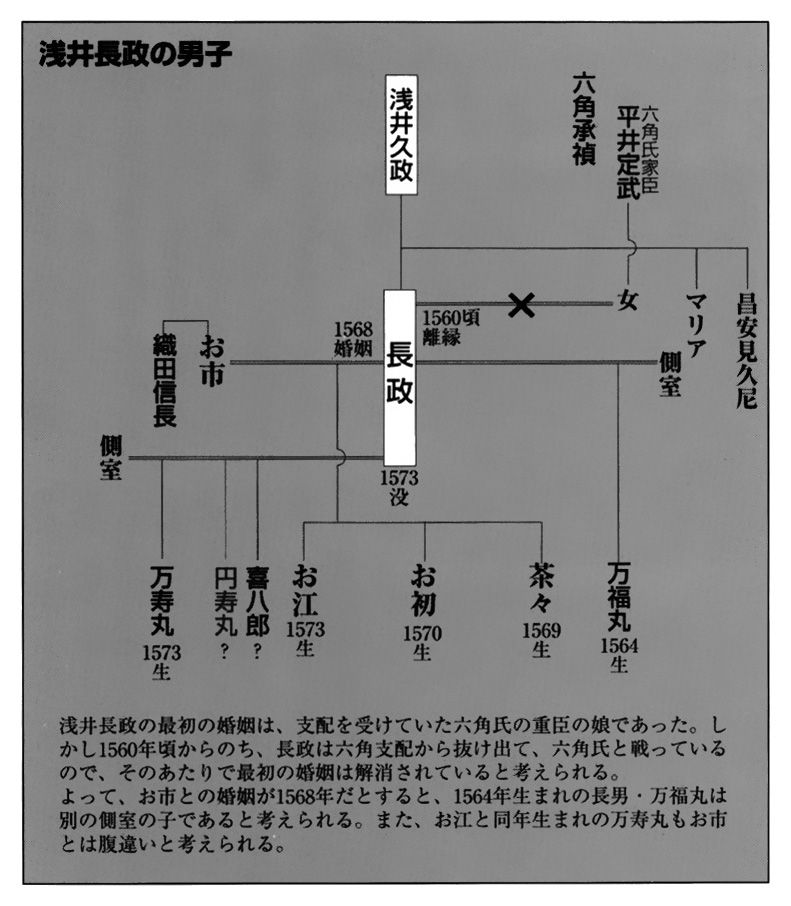 浅井長政の男子
浅井久政
六角承禎
六角氏家臣
平井定武
女
マリア
昌安見久尼
1560頃
離縁
長政
1573
没
1568
婚姻
お市
織田信長
側室
側室
万寿丸
1573
生
円寿丸?
喜八郎?
お江
1573
生
お初
1570
生
茶々
1569
生
万福丸
1564
生
浅井長政の最初の婚姻は、支配を受けていた六角氏の重臣の娘であった。し
かし1560年頃からのち、長政は六角支配から抜け出て、六角氏と戦っている
ので、そのあたりで最初の婚姻は解消されていると考えられる。
よって、お市との婚姻が1568年だとすると、1564年生まれの長男・万福丸は
別の側室の子であると考えられる。また、お江と同年生まれの万寿丸もお市
とは腹違いと考えられる。